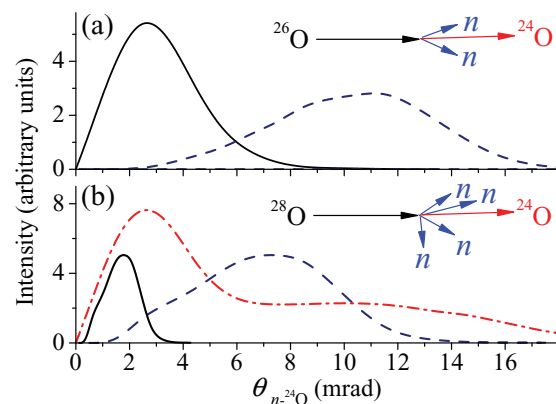 (a)
²⁶O
n
n
²⁴O
4
2
0
(b)
²⁸O
n
n
n
n
²⁴O
8
4
0
0 2 4 6 8 10 12 14 16
Intensity (arbitrary units)
θ n-²⁴O (mrad)